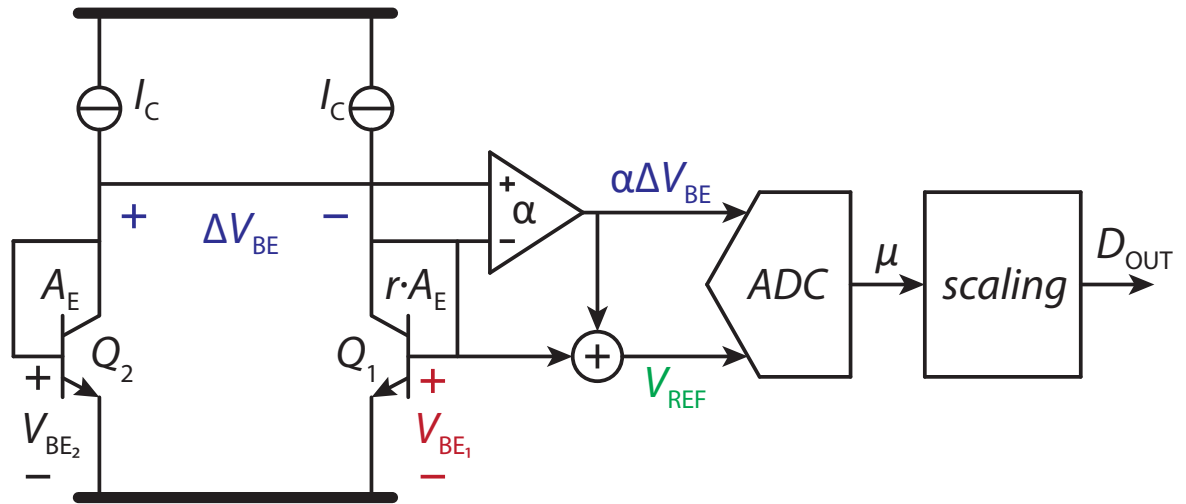 I_C
I_C
+ ΔV_BE −
+
α
−
αΔV_BE
A_E
r·A_E
Q_2
Q_1
+
V_BE₂
−
+
V_BE₁
−
+
V_REF
ADC
μ
scaling
D_OUT